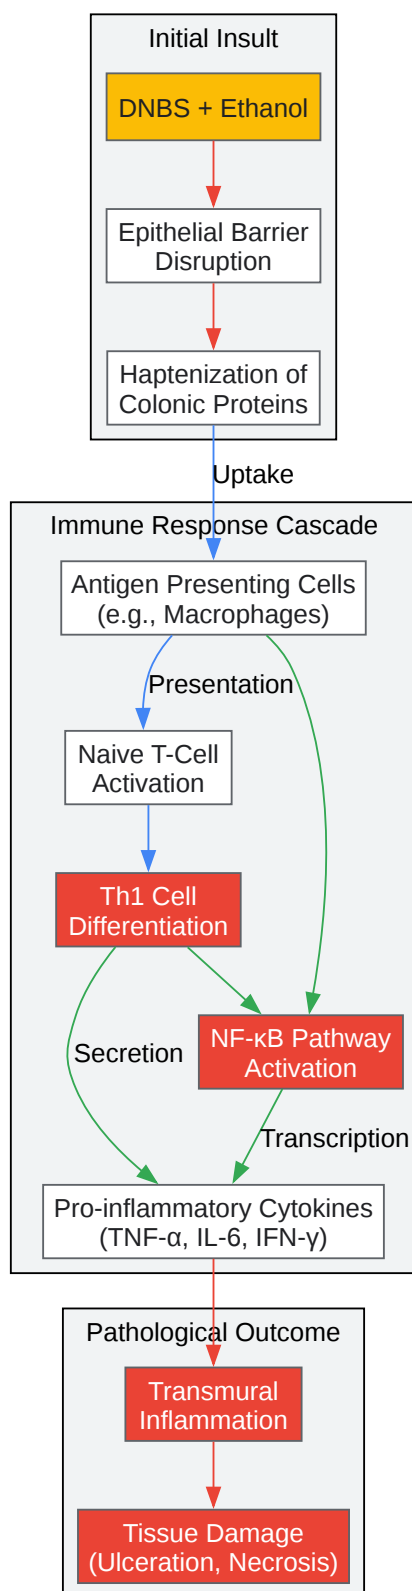 Initial Insult
DNBS + Ethanol
Epithelial Barrier
Disruption
Haptenization of
Colonic Proteins
Uptake
Immune Response Cascade
Antigen Presenting Cells
(e.g., Macrophages)
Presentation
Naive T-Cell
Activation
Th1 Cell
Differentiation
NF-κB Pathway
Activation
Secretion
Transcription
Pro-inflammatory Cytokines
(TNF-α, IL-6, IFN-γ)
Pathological Outcome
Transmural
Inflammation
Tissue Damage
(Ulceration, Necrosis)